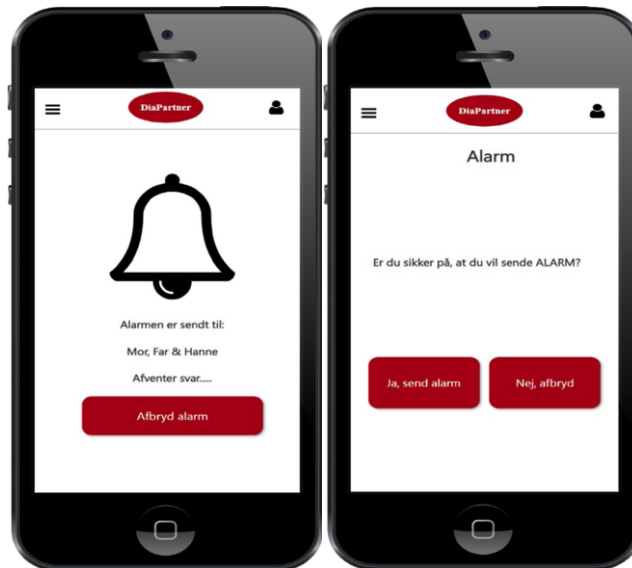 DiaPartner
Alarmen er sendt til:
Mor, Far & Hanne
Afventer svar.....
Afbryd alarm
DiaPartner
Alarm
Er du sikker på, at du vil sende ALARM?
Ja, send alarm
Nej, afbryd